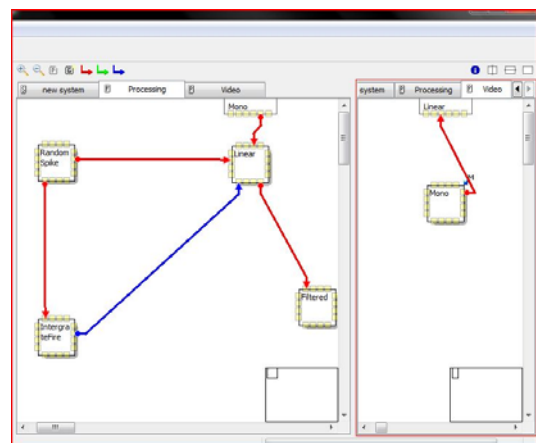 new system
Processing
Video
system
Processing
Video
Mono
Random
Spike
Linear
Filtered
Intergra
teFire
Linear
M
Mono